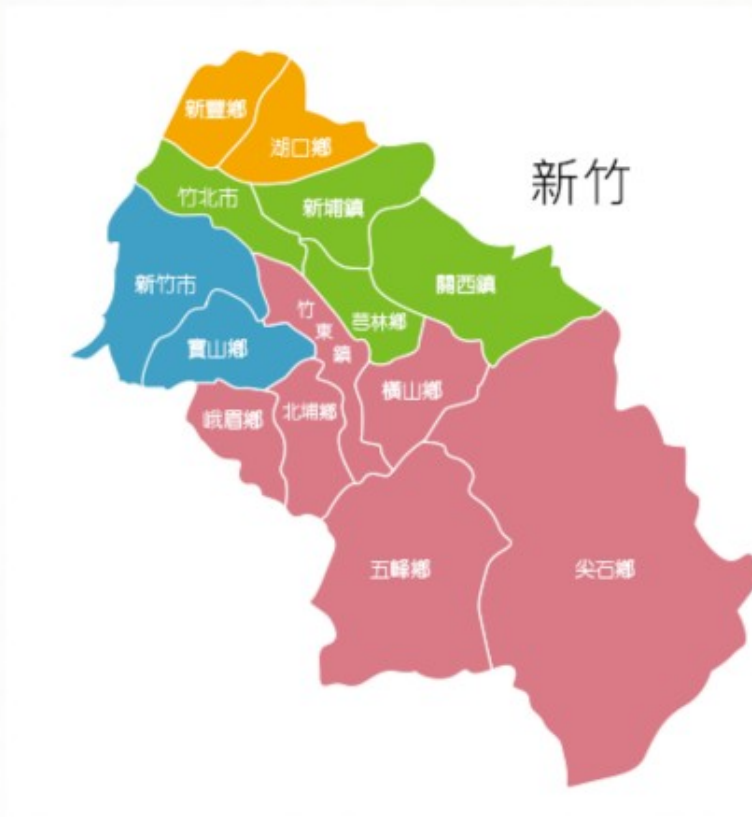 新豐鄉
湖口鄉
新竹
竹北市
新埔鎮
新竹市
關西鎮
竹東鎮
芎林鄉
寶山鄉
橫山鄉
峨眉鄉
北埔鄉
五峰鄉
尖石鄉